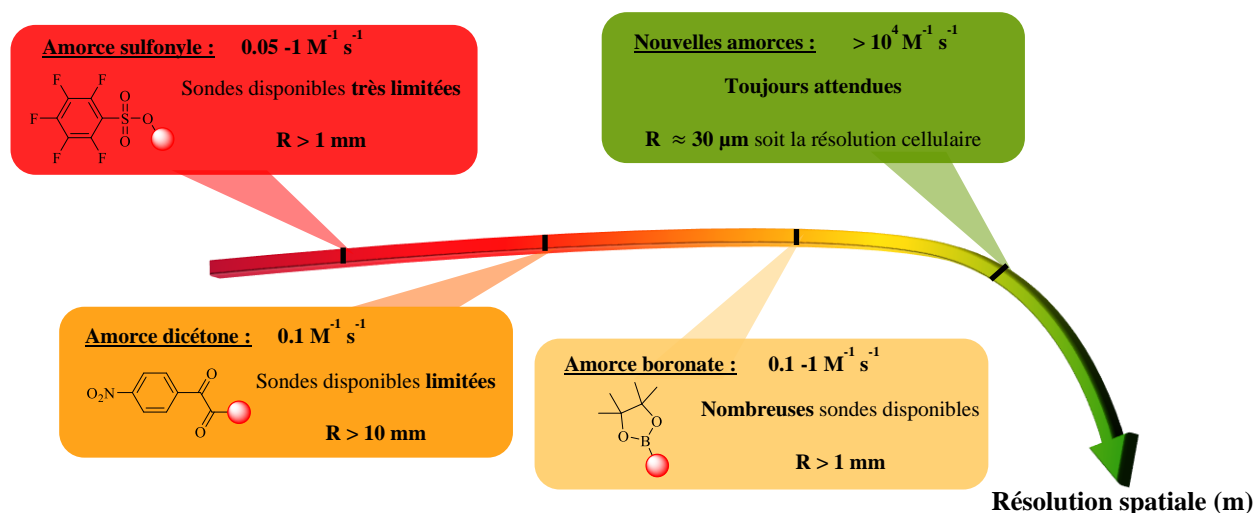 Amorce sulfonyle : 0.05 -1 M⁻¹ s⁻¹
Sondes disponibles très limitées
R > 1 mm
F
F
F
F
F
O
S
O
O
Nouvelles amorces : > 10⁴ M⁻¹ s⁻¹
Toujours attendues
R ≈ 30 µm soit la résolution cellulaire
Amorce dicétone : 0.1 M⁻¹ s⁻¹
Sondes disponibles limitées
R > 10 mm
O₂N
O
O
Amorce boronate : 0.1 -1 M⁻¹ s⁻¹
Nombreuses sondes disponibles
R > 1 mm
O
O
B
Résolution spatiale (m)